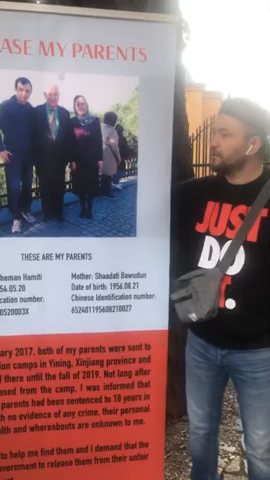 ASE MY PARENTS
THESE ARE MY PARENTS
heman Hamiti
Mother: Shaadati Bawudun
54.05.20
Date of birth: 1956.08.21
cation number:
Chinese Identification number:
0520003X
652401195608210027
JUST
DO
T.
ary 2017, both of my parents were sent to
ion camps in Yining, Xinjiang province and
l there until the fall of 2019. Not long after
eased from the camp, I was informed that
parents had been sentenced to 18 years in
th no evidence of any crime, their personal
alth and whereabouts are unknown to me.
to help me find them and I demand that the
overnment to release them from their unfair